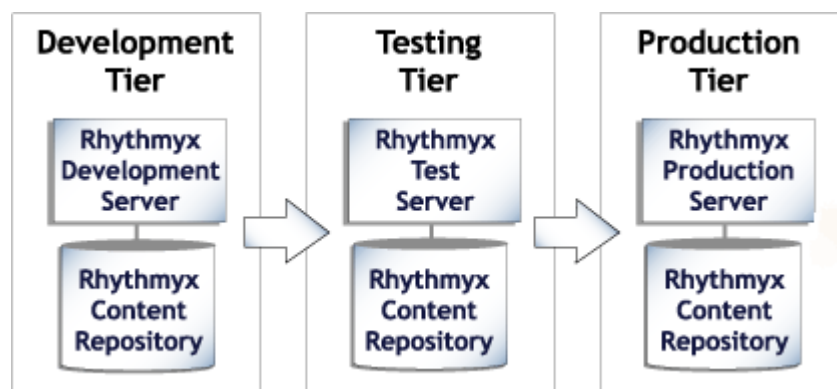 Development
Tier
Rhythmyx
Development
Server
Rhythmyx
Content
Repository
Testing
Tier
Rhythmyx
Test
Server
Rhythmyx
Content
Repository
Production
Tier
Rhythmyx
Production
Server
Rhythmyx
Content
Repository